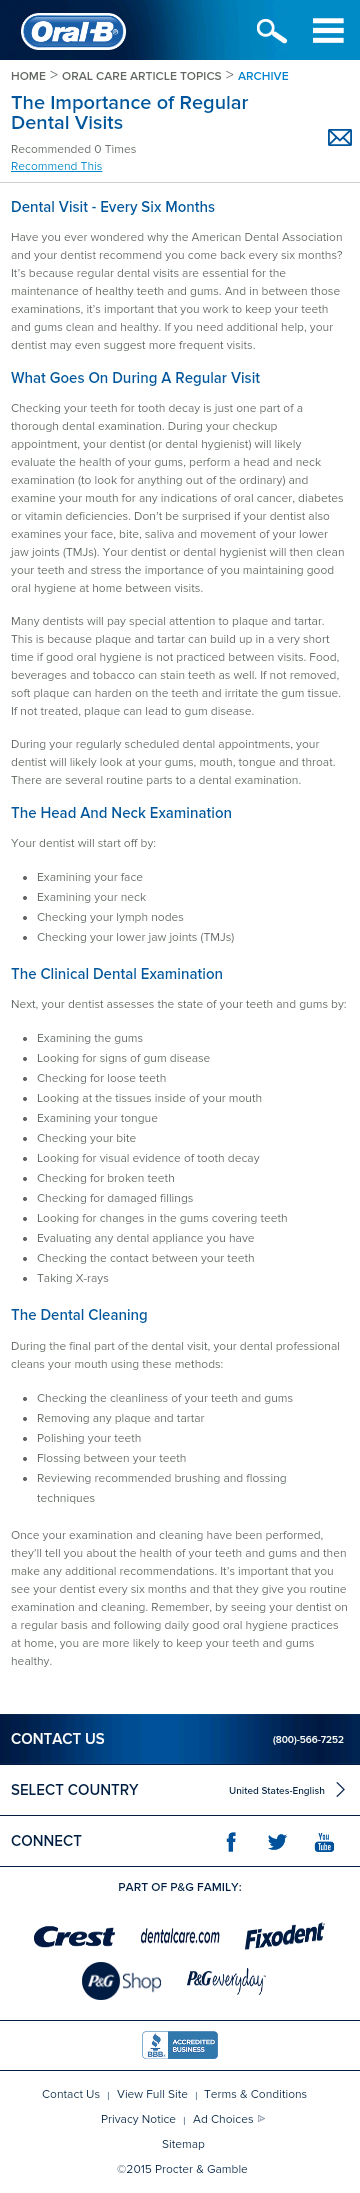 Oral-B®
HOME > ORAL CARE ARTICLE TOPICS > ARCHIVE
The Importance of Regular
Dental Visits
Recommended 0 Times
Recommend This
Dental Visit - Every Six Months
Have you ever wondered why the American Dental Association
and your dentist recommend you come back every six months?
It’s because regular dental visits are essential for the
maintenance of healthy teeth and gums. And in between those
examinations, it’s important that you work to keep your teeth
and gums clean and healthy. If you need additional help, your
dentist may even suggest more frequent visits.
What Goes On During A Regular Visit
Checking your teeth for tooth decay is just one part of a
thorough dental examination. During your checkup
appointment, your dentist (or dental hygienist) will likely
evaluate the health of your gums, perform a head and neck
examination (to look for anything out of the ordinary) and
examine your mouth for any indications of oral cancer, diabetes
or vitamin deficiencies. Don’t be surprised if your dentist also
examines your face, bite, saliva and movement of your lower
jaw joints (TMJs). Your dentist or dental hygienist will then clean
your teeth and stress the importance of you maintaining good
oral hygiene at home between visits.
Many dentists will pay special attention to plaque and tartar.
This is because plaque and tartar can build up in a very short
time if good oral hygiene is not practiced between visits. Food,
beverages and tobacco can stain teeth as well. If not removed,
soft plaque can harden on the teeth and irritate the gum tissue.
If not treated, plaque can lead to gum disease.
During your regularly scheduled dental appointments, your
dentist will likely look at your gums, mouth, tongue and throat.
There are several routine parts to a dental examination.
The Head And Neck Examination
Your dentist will start off by:
• Examining your face
• Examining your neck
• Checking your lymph nodes
• Checking your lower jaw joints (TMJs)
The Clinical Dental Examination
Next, your dentist assesses the state of your teeth and gums by:
• Examining the gums
• Looking for signs of gum disease
• Checking for loose teeth
• Looking at the tissues inside of your mouth
• Examining your tongue
• Checking your bite
• Looking for visual evidence of tooth decay
• Checking for broken teeth
• Checking for damaged fillings
• Looking for changes in the gums covering teeth
• Evaluating any dental appliance you have
• Checking the contact between your teeth
• Taking X-rays
The Dental Cleaning
During the final part of the dental visit, your dental professional
cleans your mouth using these methods:
• Checking the cleanliness of your teeth and gums
• Removing any plaque and tartar
• Polishing your teeth
• Flossing between your teeth
• Reviewing recommended brushing and flossing
techniques
Once your examination and cleaning have been performed,
they’ll tell you about the health of your teeth and gums and then
make any additional recommendations. It’s important that you
see your dentist every six months and that they give you routine
examination and cleaning. Remember, by seeing your dentist on
a regular basis and following daily good oral hygiene practices
at home, you are more likely to keep your teeth and gums
healthy.
CONTACT US (800)-566-7252
SELECT COUNTRY United States-English
CONNECT f You Tube
PART OF P&G FAMILY:
Crest dentalcare.com Fixodent
P&G Shop P&G everyday
BBB. ACCREDITED BUSINESS
Contact Us | View Full Site | Terms & Conditions
Privacy Notice | Ad Choices
Sitemap
©2015 Procter & Gamble